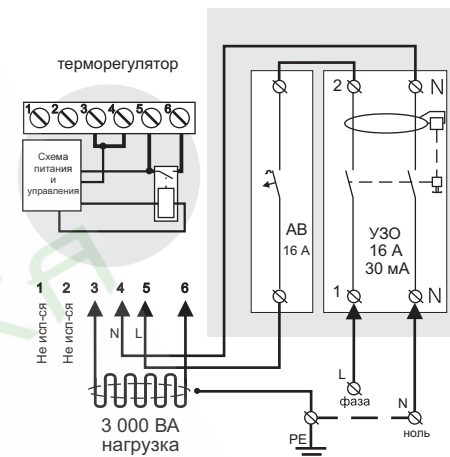 терморегулятор
1 2 3 4 5 6
Схема
питания
и
управления
2 N
АВ
16 А
УЗО
16 А
30 мА
1 N
1 2 3 4 5 6
Не исп-ся
Не исп-ся
N L
L
фаза
N
ноль
PE
3 000 ВА
нагрузка